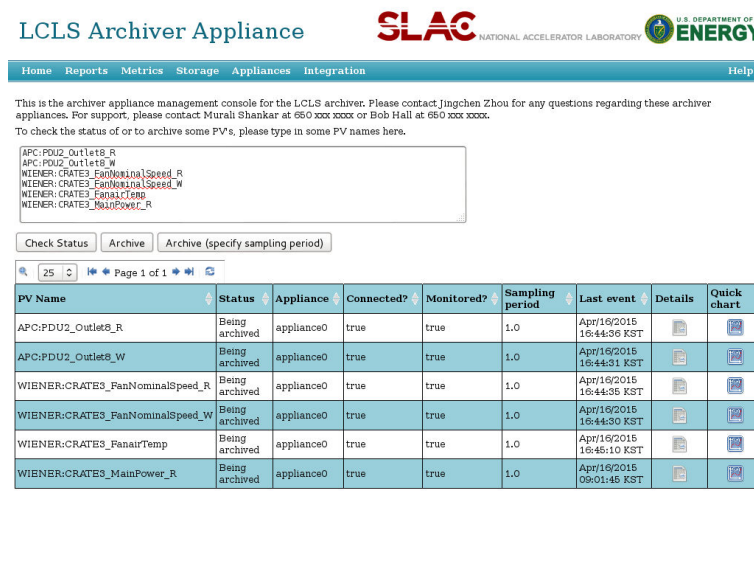 LCLS Archiver Appliance
SLAC NATIONAL ACCELERATOR LABORATORY
U.S. DEPARTMENT OF
ENERGY
Home Reports Metrics Storage Appliances Integration Help
This is the archiver appliance management console for the LCLS archiver. Please contact Jingchen Zhou for any questions regarding these archiver
appliances. For support, please contact Murali Shankar at 650 xxx xxxx or Bob Hall at 650 xxx xxxx.
To check the status of or to archive some PV's, please type in some PV names here.
APC:PDU2_Outlet8_R
APC:PDU2_Outlet8_W
WIENER:CRATE3_FanNominalSpeed_R
WIENER:CRATE3_FanNominalSpeed_W
WIENER:CRATE3_FanairTemp
WIENER:CRATE3_MainPower_R
Check Status Archive Archive (specify sampling period)
25 Page 1 of 1
PV Name Status Appliance Connected? Monitored? Sampling period Last event Details Quick chart
APC:PDU2_Outlet8_R Being archived appliance0 true true 1.0 Apr/16/2015 16:44:36 KST
APC:PDU2_Outlet8_W Being archived appliance0 true true 1.0 Apr/16/2015 16:44:31 KST
WIENER:CRATE3_FanNominalSpeed_R Being archived appliance0 true true 1.0 Apr/16/2015 16:44:35 KST
WIENER:CRATE3_FanNominalSpeed_W Being archived appliance0 true true 1.0 Apr/16/2015 16:44:30 KST
WIENER:CRATE3_FanairTemp Being archived appliance0 true true 1.0 Apr/16/2015 16:45:10 KST
WIENER:CRATE3_MainPower_R Being archived appliance0 true true 1.0 Apr/16/2015 09:01:45 KST